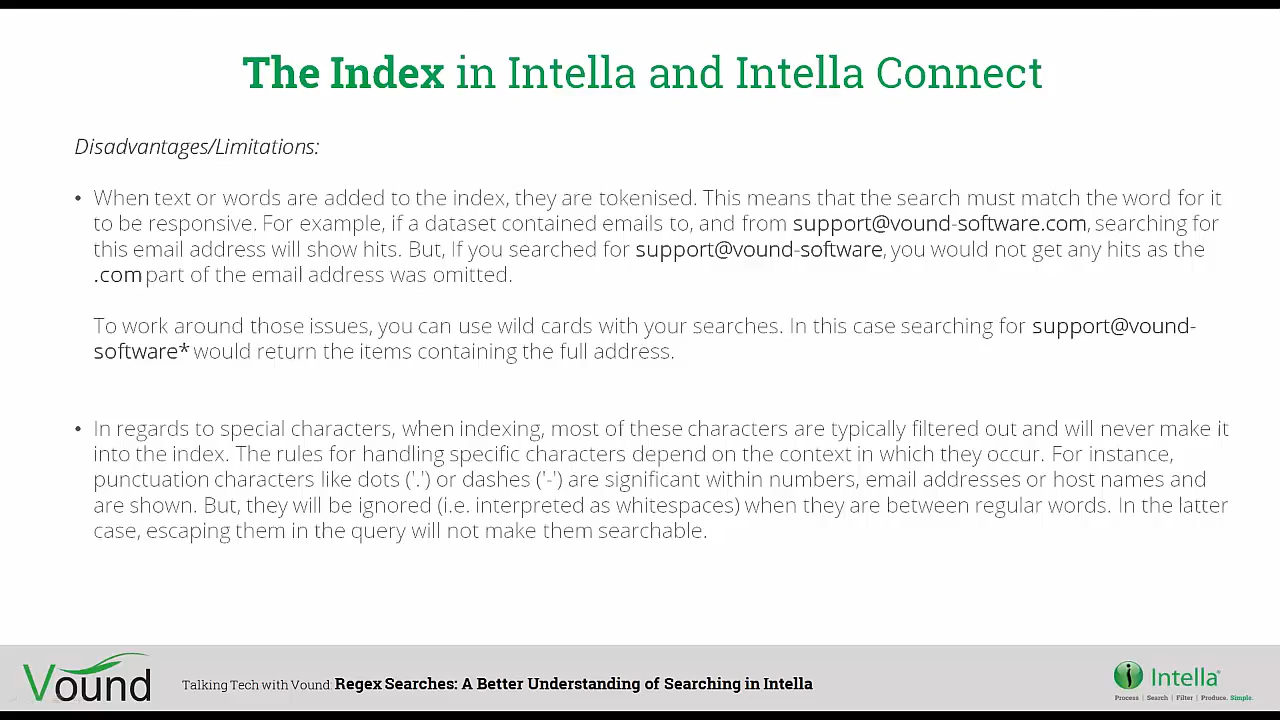 The Index in Intella and Intella Connect
Disadvantages/Limitations:
• When text or words are added to the index, they are tokenised. This means that the search must match the word for it
to be responsive. For example, if a dataset contained emails to, and from support@vound-software.com, searching for
this email address will show hits. But, If you searched for support@vound-software, you would not get any hits as the
.com part of the email address was omitted.
To work around those issues, you can use wild cards with your searches. In this case searching for support@vound-
software* would return the items containing the full address.
• In regards to special characters, when indexing, most of these characters are typically filtered out and will never make it
into the index. The rules for handling specific characters depend on the context in which they occur. For instance,
punctuation characters like dots ('.') or dashes ('-') are significant within numbers, email addresses or host names and
are shown. But, they will be ignored (i.e. interpreted as whitespaces) when they are between regular words. In the latter
case, escaping them in the query will not make them searchable.
Vound
Talking Tech with Vound: Regex Searches: A Better Understanding of Searching in Intella
Intella®
Process | Search | Filter | Produce. Simple.